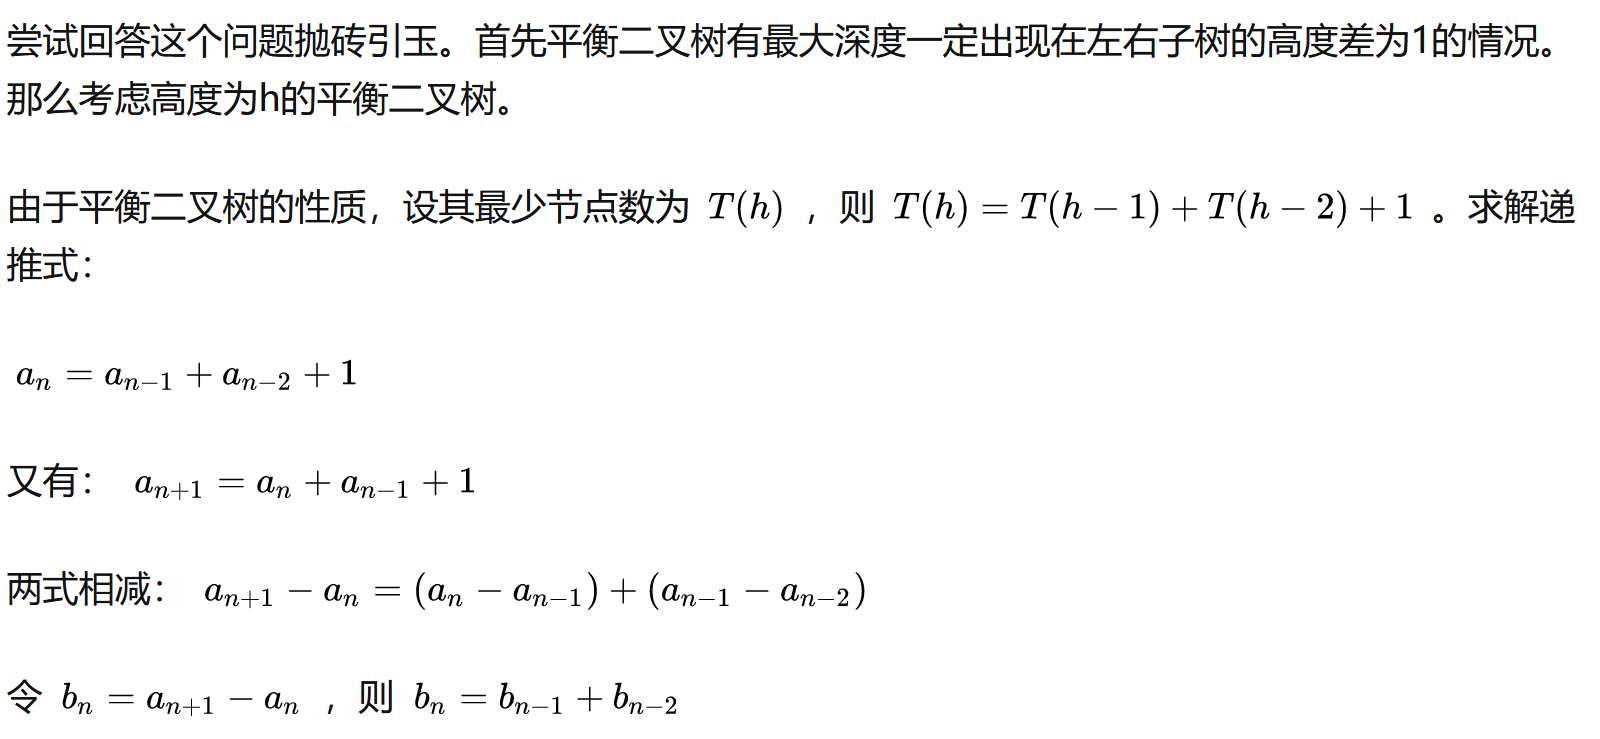 尝试回答这个问题抛砖引玉。首先平衡二叉树有最大深度一定出现在左右子树的高度差为1的情况。
那么考虑高度为h的平衡二叉树。
由于平衡二叉树的性质，设其最少节点数为 T(h) ，则 T(h) = T(h − 1) + T(h − 2) + 1 。求解递
推式：
a_n = a_{n−1} + a_{n−2} + 1
又有： a_{n+1} = a_n + a_{n−1} + 1
两式相减： a_{n+1} − a_n = (a_n − a_{n−1}) + (a_{n−1} − a_{n−2})
令 b_n = a_{n+1} − a_n ，则 b_n = b_{n−1} + b_{n−2}